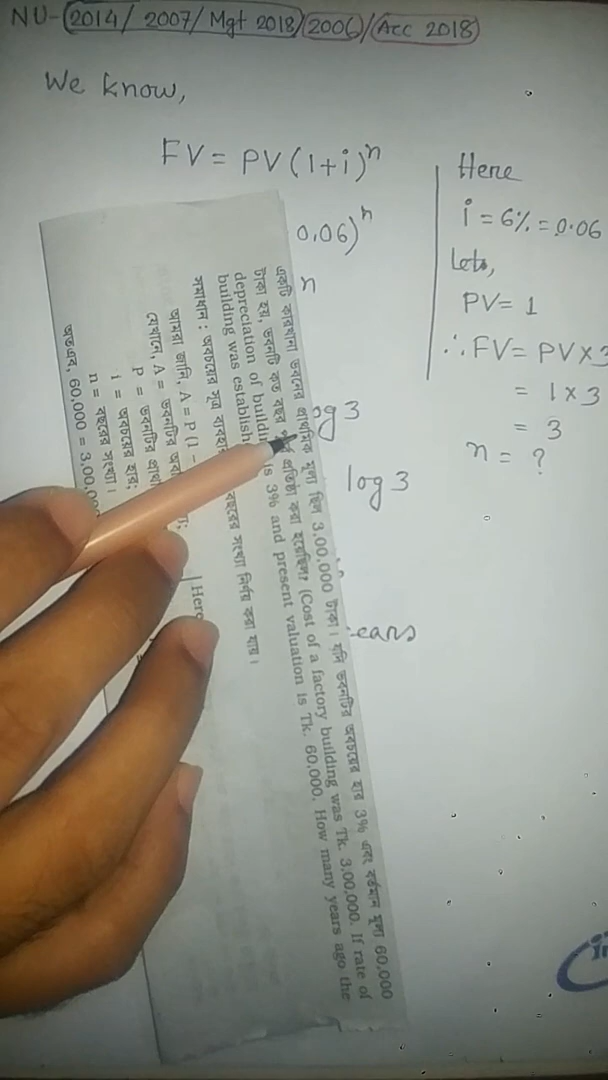 NU-(2014/ 2007/ Mgt 2018)(2006)/(Acc 2018)
We know,
FV = PV (1+i)ⁿ
0.06)ⁿ
n
og 3
log 3
ears
Here
i = 6% = 0.06
Lets,
PV= 1
∴ FV= PV×3
= 1×3
= 3
n = ?
একটি কারখানা ভবনের প্রাথমিক মূল্য ছিল 3,00,000 টাকা। যদি ভবনটির অবচয়ের হার 3% এবং বর্তমান মূল্য 60,000
টাকা হয়, ভবনটি কত বছর পূর্বে প্রতিষ্ঠা করা হয়েছিল? (Cost of a factory building was Tk. 3,00,000. If rate of
depreciation of building is 3% and present valuation is Tk. 60,000. How many years ago the
building was establish
সমাধান : অবচয়ের সূত্র ব্যবহার বছরের সংখ্যা নির্ণয় করা যায়।
আমরা জানি, A = P (1 −
যেখানে, A = ভবনটির
P = ভবনটির
i = অবচয়ের হার;
n = বছরের সংখ্যা।
অতএব, 60,000 = 3,00,00
Here